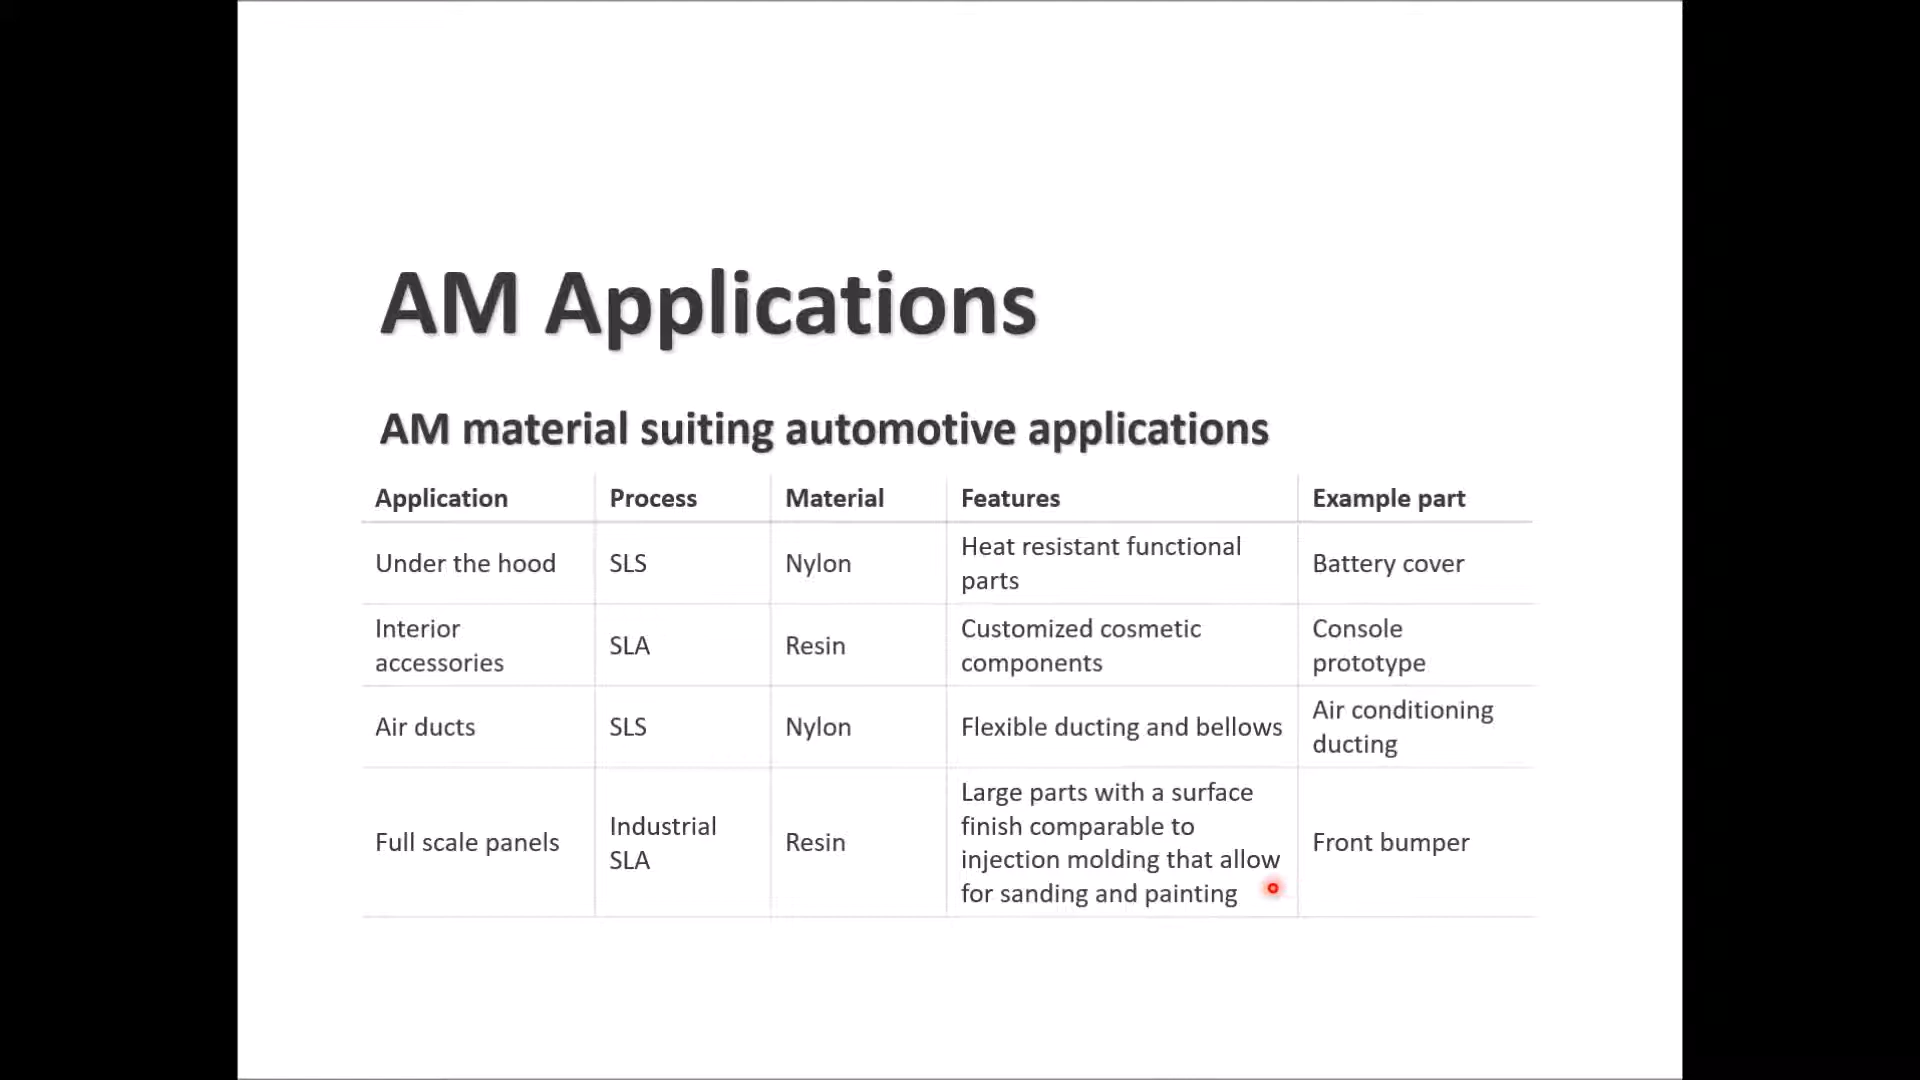 AM Applications
AM material suiting automotive applications
Application Process Material Features Example part
Under the hood SLS Nylon Heat resistant functional parts Battery cover
Interior accessories SLA Resin Customized cosmetic components Console prototype
Air ducts SLS Nylon Flexible ducting and bellows Air conditioning ducting
Full scale panels Industrial SLA Resin Large parts with a surface finish comparable to injection molding that allow for sanding and painting Front bumper